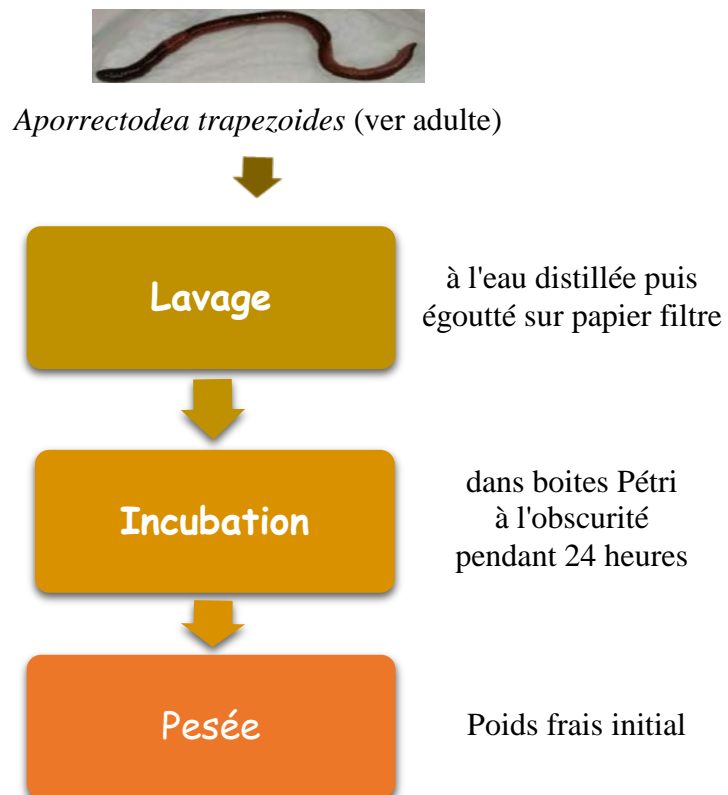 Aporrectodea trapezoides (ver adulte)
Lavage
à l'eau distillée puis
égoutté sur papier filtre
Incubation
dans boites Pétri
à l'obscurité
pendant 24 heures
Pesée
Poids frais initial